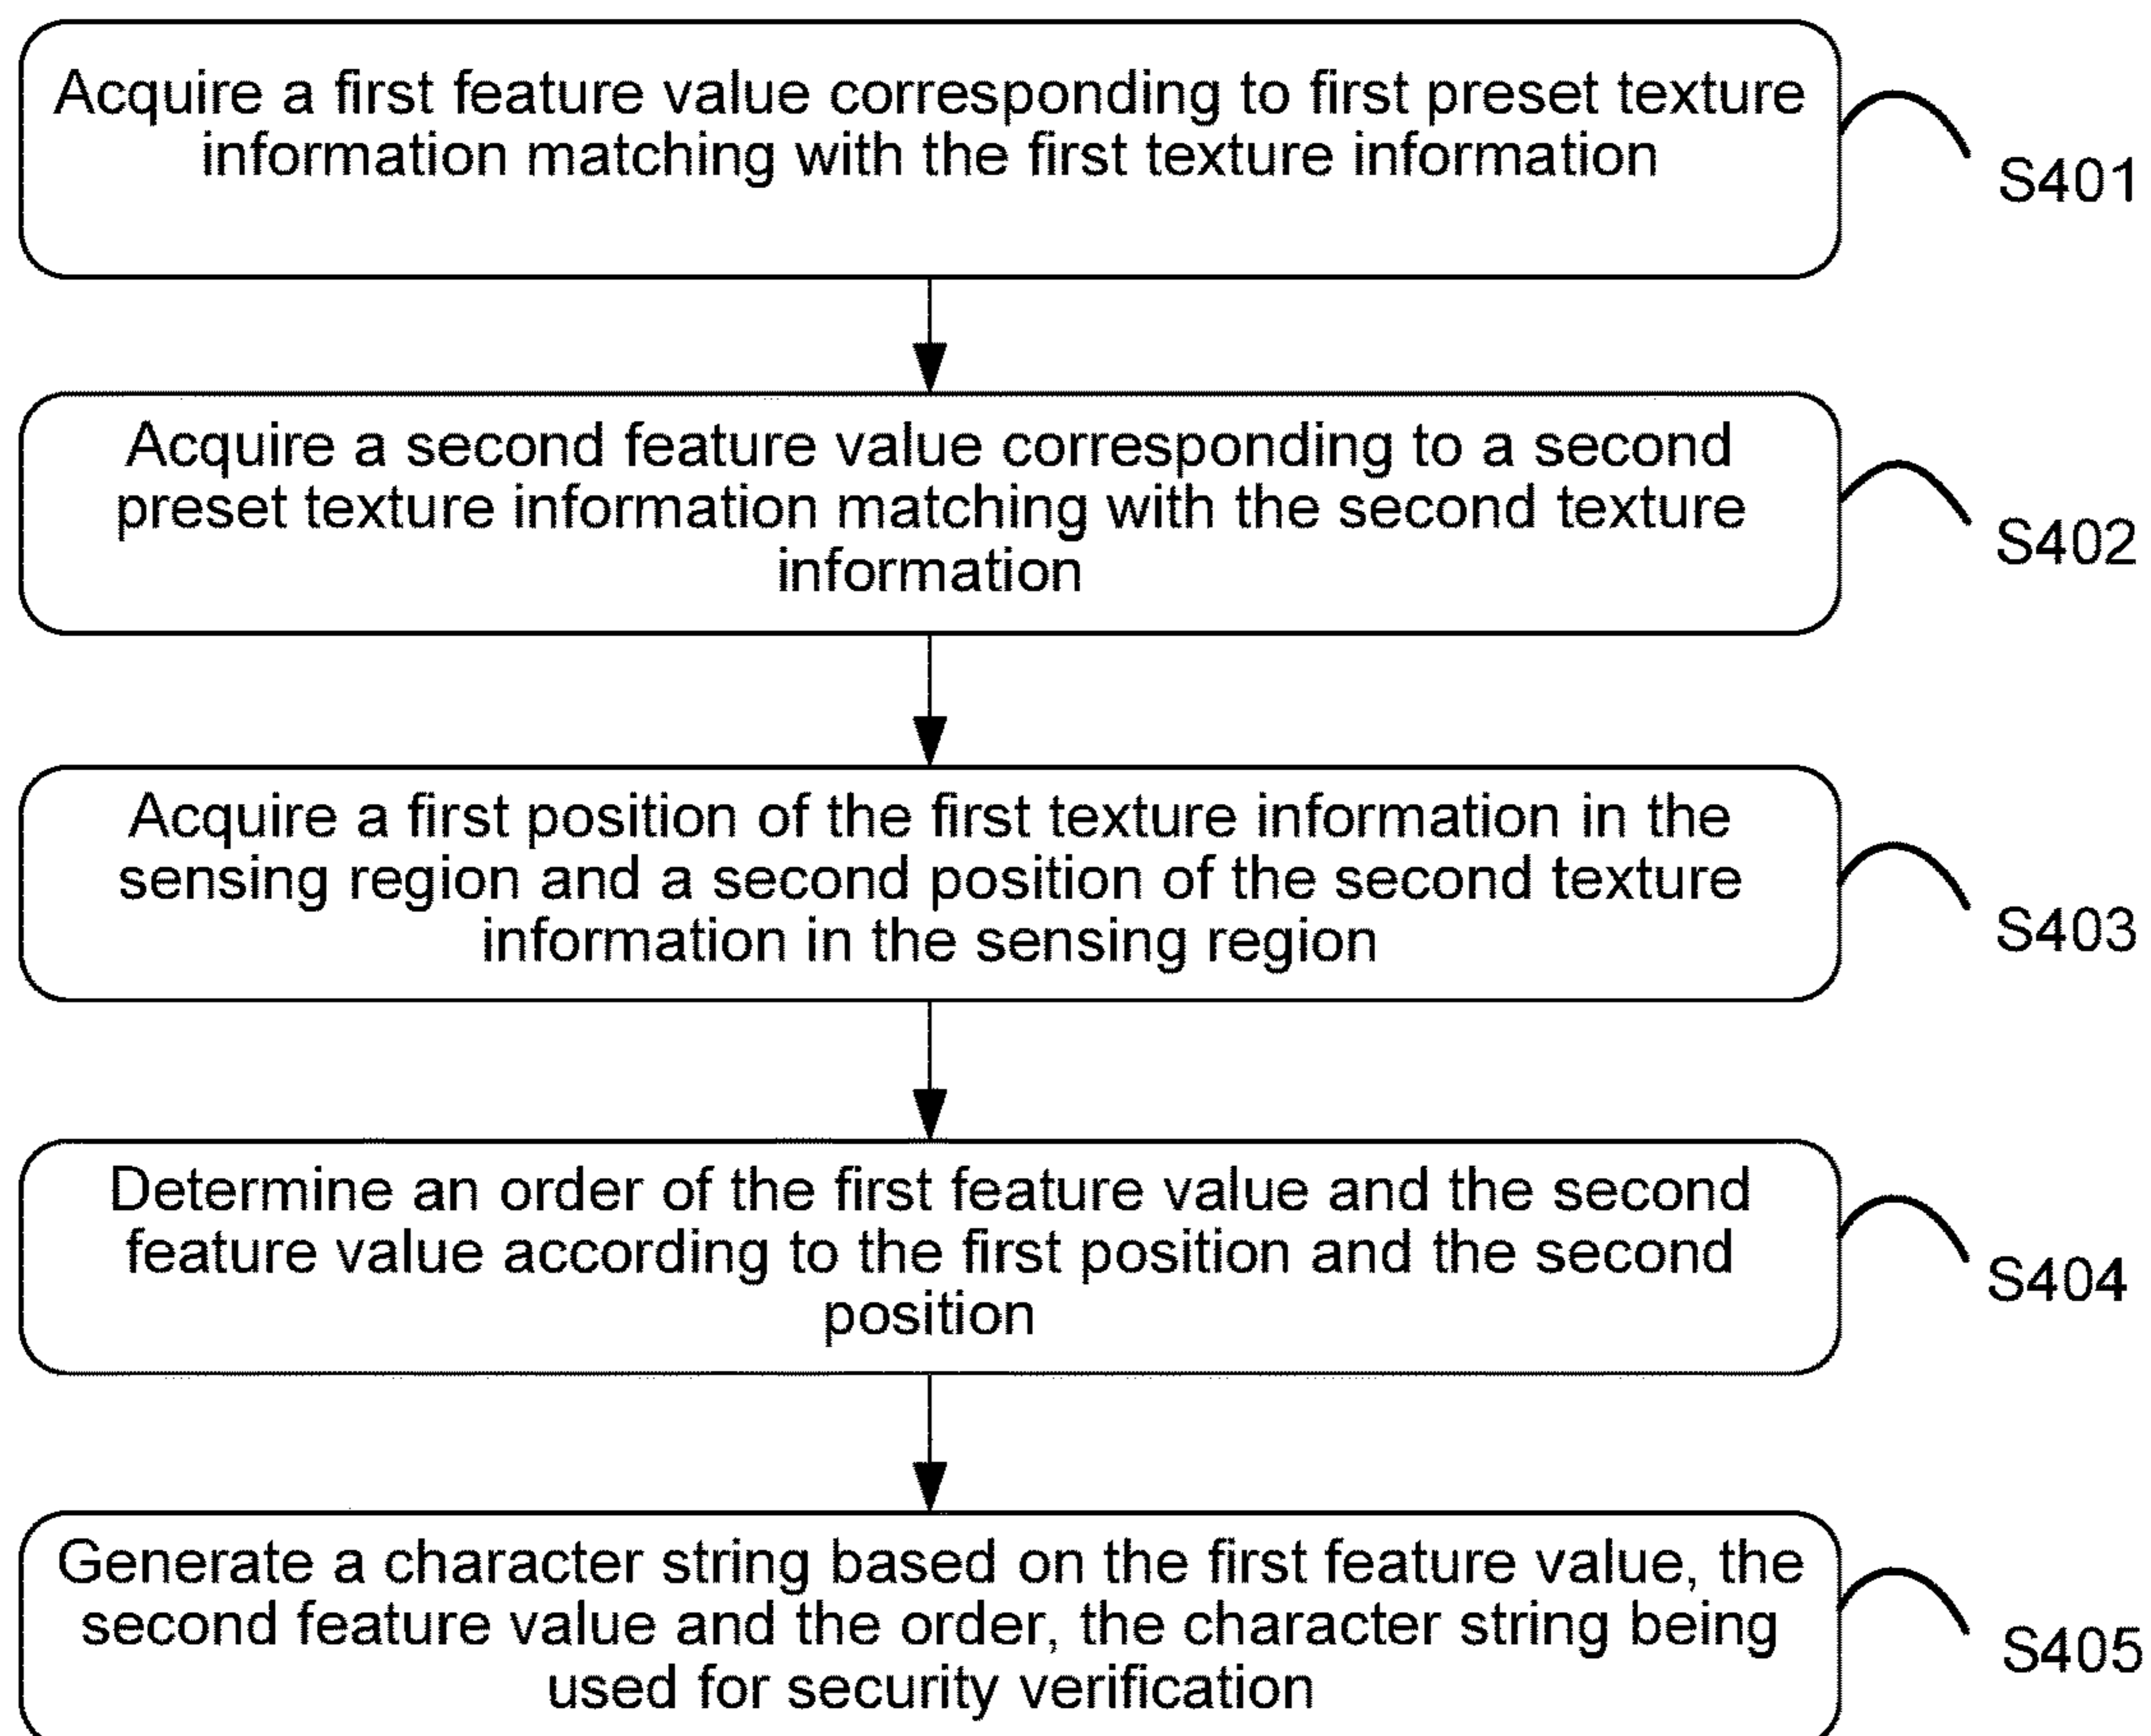 Acquire a first feature value corresponding to first preset texture
information matching with the first texture information
S401
Acquire a second feature value corresponding to a second
preset texture information matching with the second texture
information
S402
Acquire a first position of the first texture information in the
sensing region and a second position of the second texture
information in the sensing region
S403
Determine an order of the first feature value and the second
feature value according to the first position and the second
position
S404
Generate a character string based on the first feature value, the
second feature value and the order, the character string being
used for security verification
S405